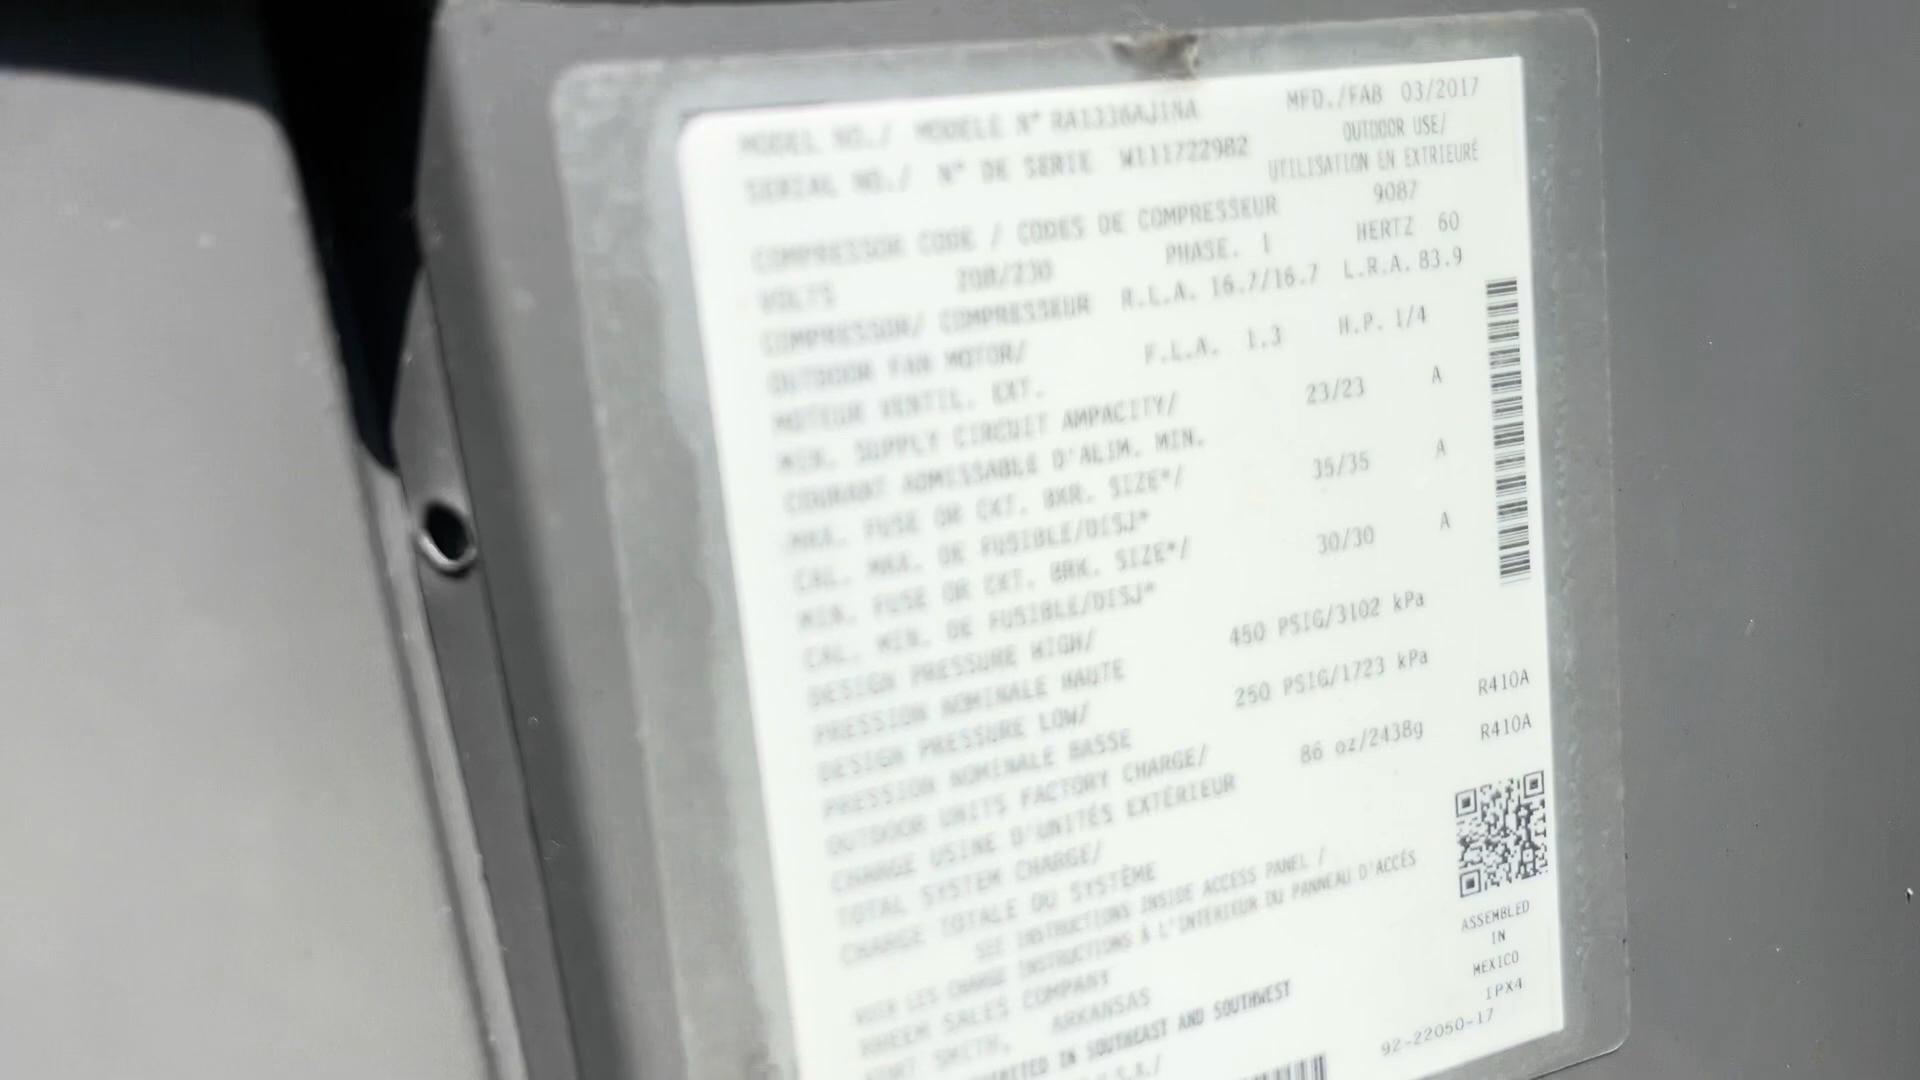 MODEL NO./ MODELE N° RA1336AJ1NA MFD./FAB 03/2017
SERIAL NO./ N° DE SERIE W111722982 OUTDOOR USE/
UTILISATION EN EXTRIEURÉ
COMPRESSOR CODE / CODES DE COMPRESSEUR 9087
VOLTS 208/230 PHASE. 1 HERTZ 60
COMPRESSOR/ COMPRESSEUR R.L.A. 16.7/16.7 L.R.A. 83.9
OUTDOOR FAN MOTOR/ F.L.A. 1.3 H.P. 1/4
MOTEUR VENTIL. EXT.
MIN. SUPPLY CIRCUIT AMPACITY/ 23/23 A
COURANT ADMISSABLE D'ALIM. MIN.
MAX. FUSE OR CKT. BKR. SIZE*/ 35/35 A
CAL. MAX. DE FUSIBLE/DISJ*
MIN. FUSE OR CKT. BRK. SIZE*/ 30/30 A
CAL. MIN. DE FUSIBLE/DISJ*
DESIGN PRESSURE HIGH/ 450 PSIG/3102 kPa
PRESSION NOMINALE HAUTE
DESIGN PRESSURE LOW/ 250 PSIG/1723 kPa
PRESSION NOMINALE BASSE
OUTDOOR UNITS FACTORY CHARGE/ 86 oz/2438g R410A
CHARGE USINE D'UNITÉS EXTÉRIEUR
TOTAL SYSTEM CHARGE/ R410A
CHARGE TOTALE DU SYSTÈME
SEE INSTRUCTIONS INSIDE ACCESS PANEL /
VOIR LES CHARGE INSTRUCTIONS À L'INTERIEUR DU PANNEAU D'ACCÉS
RHEEM SALES COMPANY
FORT SMITH, ARKANSAS
IN SOUTHEAST AND SOUTHWEST
U.S.A./
ASSEMBLED
IN
MEXICO
IPX4
92-22050-17